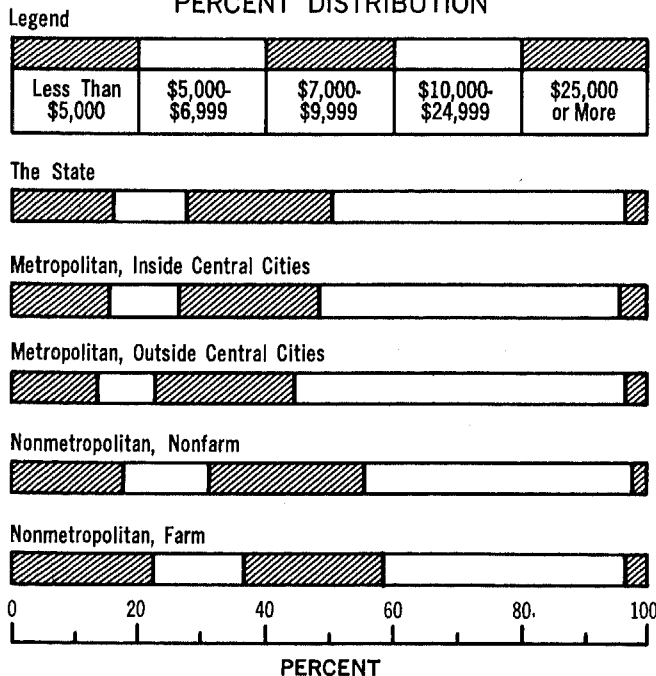 PERCENT DISTRIBUTION
Legend
Less Than
$5,000
$5,000-
$6,999
$7,000-
$9,999
$10,000-
$24,999
$25,000
or More
The State
Metropolitan, Inside Central Cities
Metropolitan, Outside Central Cities
Nonmetropolitan, Nonfarm
Nonmetropolitan, Farm
0 20 40 60 80. 100
PERCENT